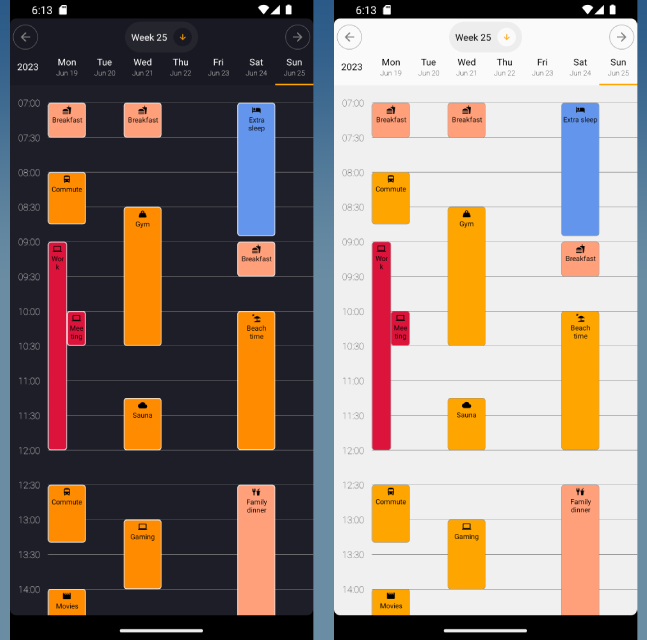 6:13
Week 25
2023 Mon Tue Wed Thu Fri Sat Sun
Jun 19 Jun 20 Jun 21 Jun 22 Jun 23 Jun 24 Jun 25
07:00
Breakfast Breakfast Extra
sleep
07:30
08:00
Commute
08:30
Gym
09:00
Wor
k
Breakfast
09:30
10:00
Mee
ting
Beach
time
10:30
11:00
11:30
Sauna
12:00
12:30
Commute Family
dinner
13:00
Gaming
13:30
14:00
Movies
6:13
Week 25
2023 Mon Tue Wed Thu Fri Sat Sun
Jun 19 Jun 20 Jun 21 Jun 22 Jun 23 Jun 24 Jun 25
07:00
Breakfast Breakfast Extra sleep
07:30
08:00
Commute
08:30
Gym
09:00
Wor
k
Breakfast
09:30
10:00
Mee
ting
Beach
time
10:30
11:00
11:30
Sauna
12:00
12:30
Commute Family
dinner
13:00
Gaming
13:30
14:00
Movies